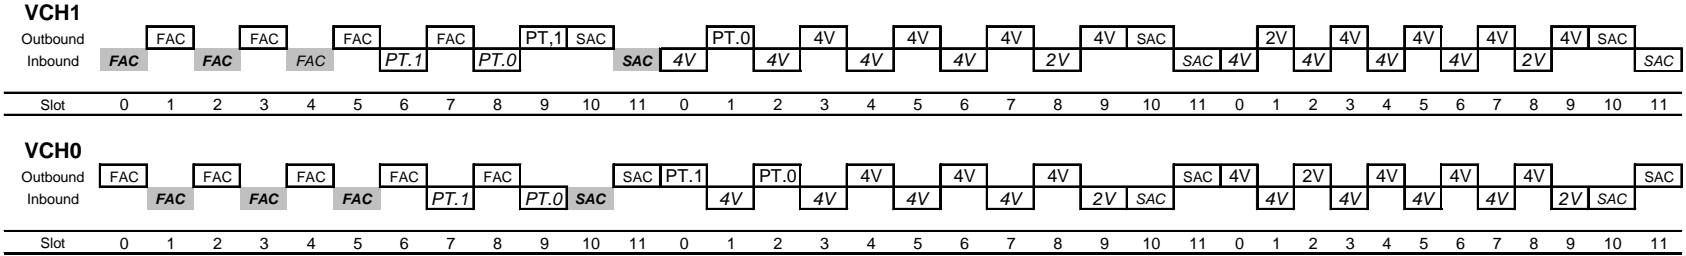 VCH1
Outbound FAC FAC FAC FAC PT,1 SAC PT.0 4V 4V 4V 4V SAC 2V 4V 4V 4V 4V SAC
Inbound FAC FAC FAC PT.1 PT.0 SAC 4V 4V 4V 4V 2V SAC 4V 4V 4V 4V 2V SAC
Slot 0 1 2 3 4 5 6 7 8 9 10 11 0 1 2 3 4 5 6 7 8 9 10 11 0 1 2 3 4 5 6 7 8 9 10 11
VCH0
Outbound FAC FAC FAC FAC FAC SAC PT.1 PT.0 4V 4V 4V SAC 4V 2V 4V 4V 4V SAC
Inbound FAC FAC FAC PT.1 PT.0 SAC 4V 4V 4V 4V 2V SAC 4V 4V 4V 4V 2V SAC
Slot 0 1 2 3 4 5 6 7 8 9 10 11 0 1 2 3 4 5 6 7 8 9 10 11 0 1 2 3 4 5 6 7 8 9 10 11